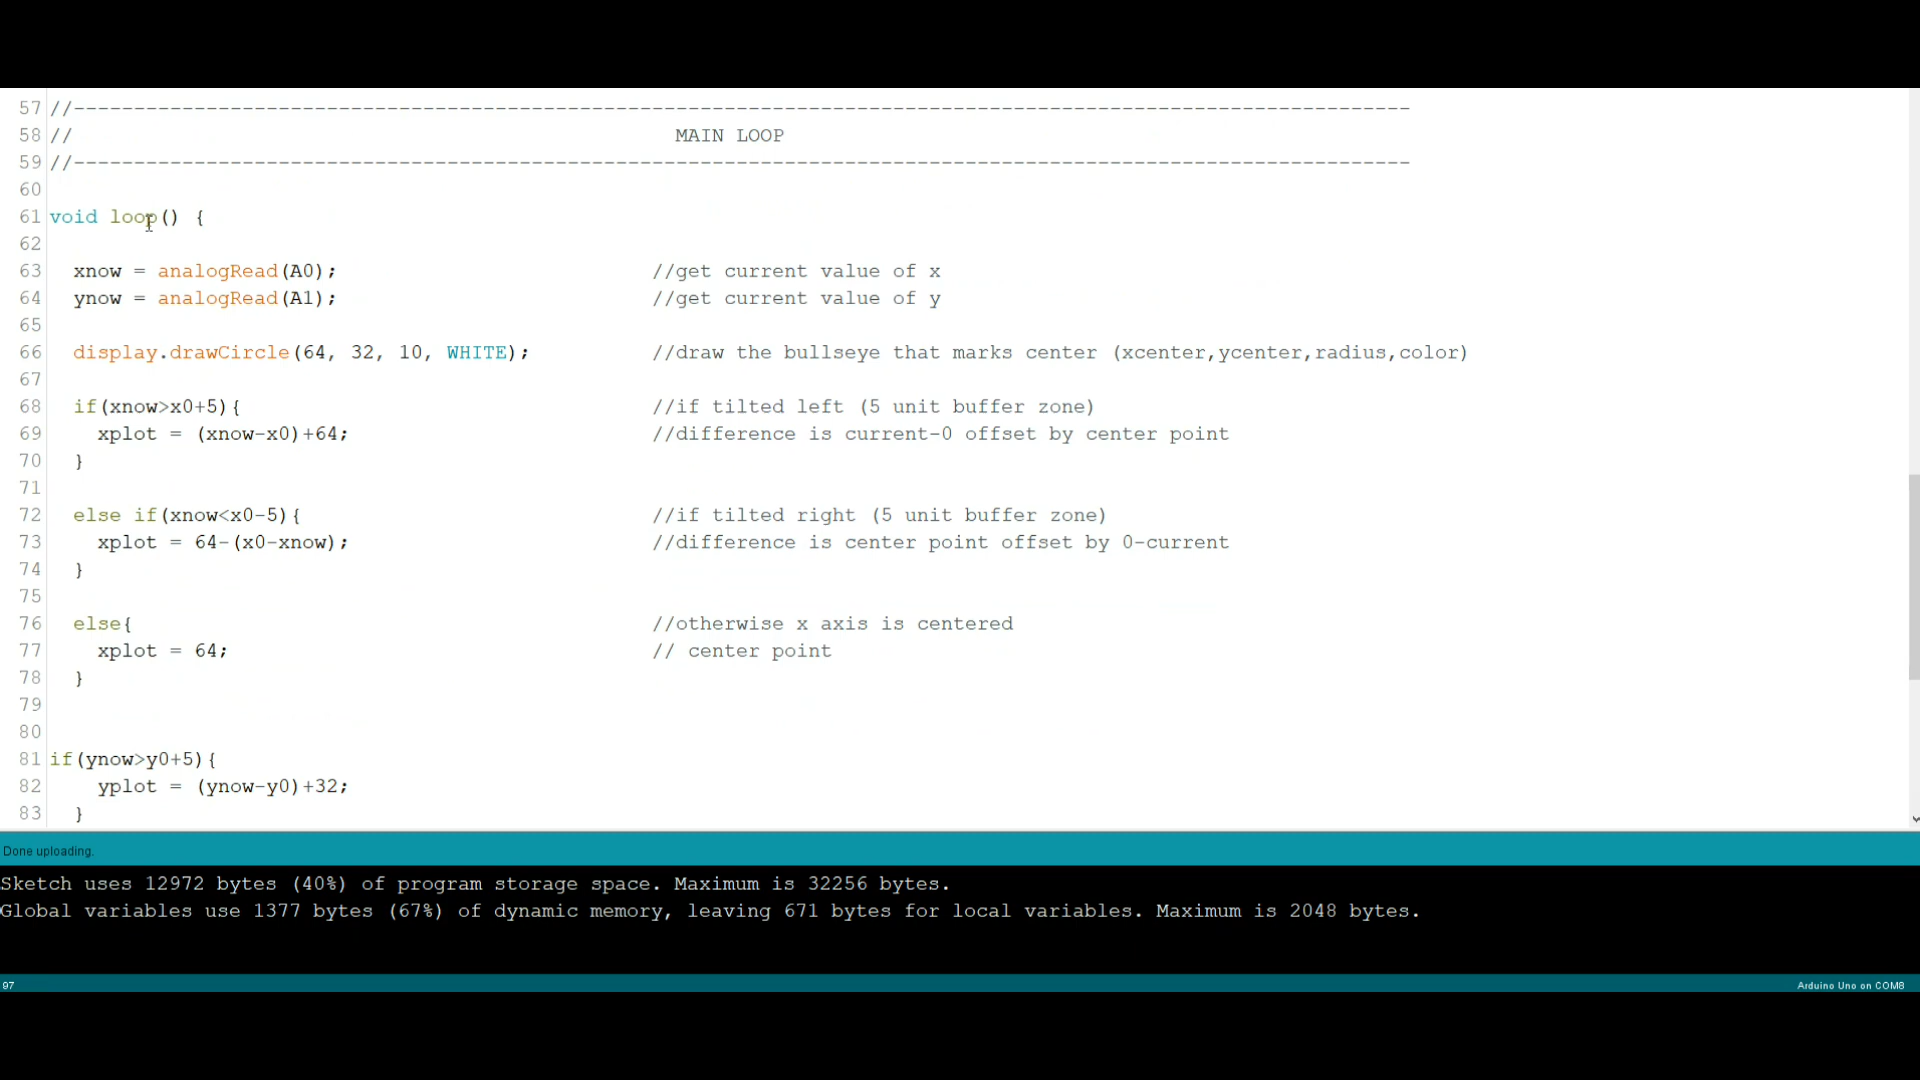 57 //---------------------------------------------------------------------------------------------------------------
58 // MAIN LOOP
59 //---------------------------------------------------------------------------------------------------------------
60
61 void loop() {
62
63 xnow = analogRead(A0); //get current value of x
64 ynow = analogRead(A1); //get current value of y
65
66 display.drawCircle(64, 32, 10, WHITE); //draw the bullseye that marks center (xcenter,ycenter,radius,color)
67
68 if(xnow>x0+5){ //if tilted left (5 unit buffer zone)
69 xplot = (xnow-x0)+64; //difference is current-0 offset by center point
70 }
71
72 else if(xnow<x0-5){ //if tilted right (5 unit buffer zone)
73 xplot = 64-(x0-xnow); //difference is center point offset by 0-current
74 }
75
76 else{ //otherwise x axis is centered
77 xplot = 64; // center point
78 }
79
80
81 if(ynow>y0+5){
82 yplot = (ynow-y0)+32;
83 }
Done uploading.
Sketch uses 12972 bytes (40%) of program storage space. Maximum is 32256 bytes.
Global variables use 1377 bytes (67%) of dynamic memory, leaving 671 bytes for local variables. Maximum is 2048 bytes.
97 Arduino Uno on COM8